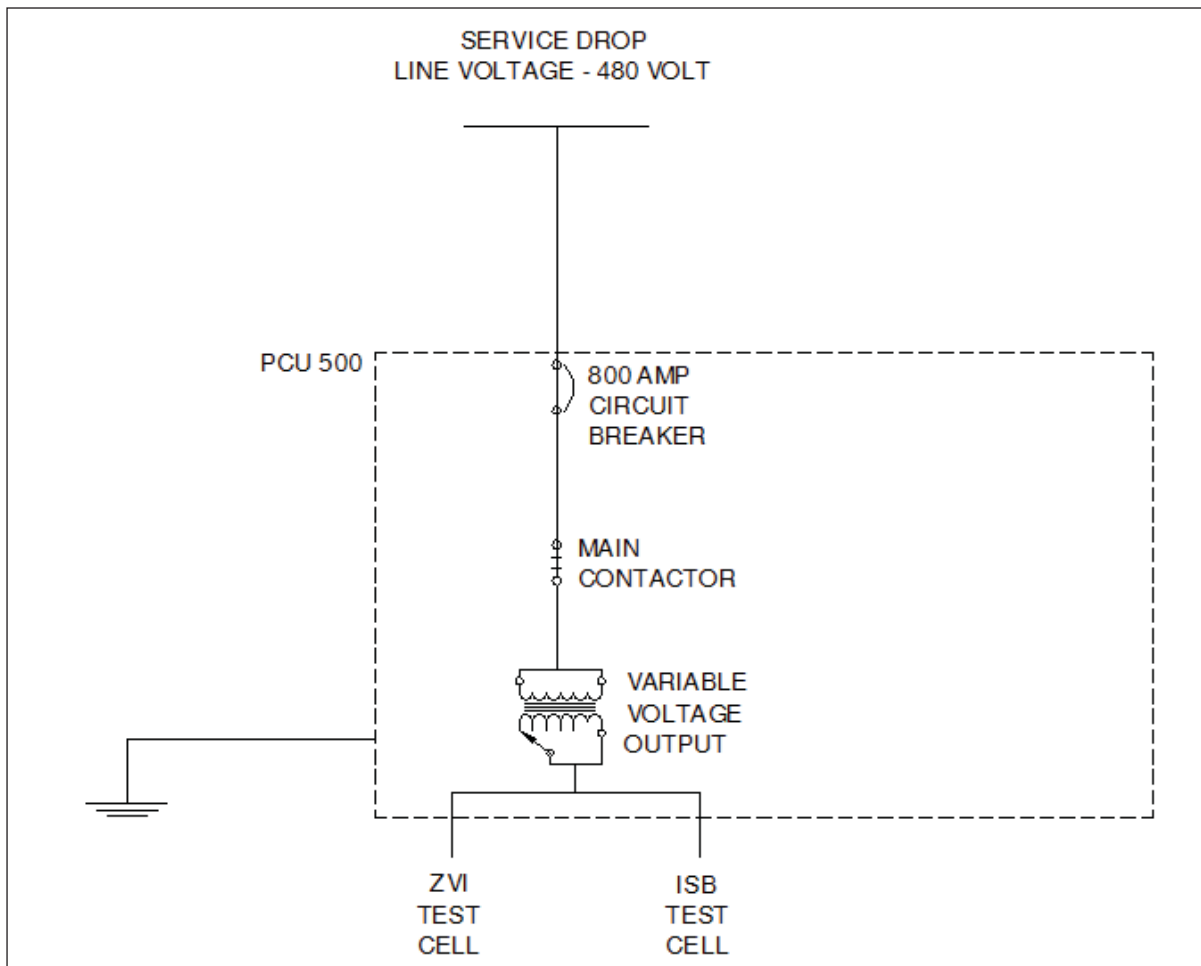 SERVICE DROP
LINE VOLTAGE - 480 VOLT
PCU 500
800 AMP
CIRCUIT
BREAKER
MAIN
CONTACTOR
VARIABLE
VOLTAGE
OUTPUT
ZVI
TEST
CELL
ISB
TEST
CELL